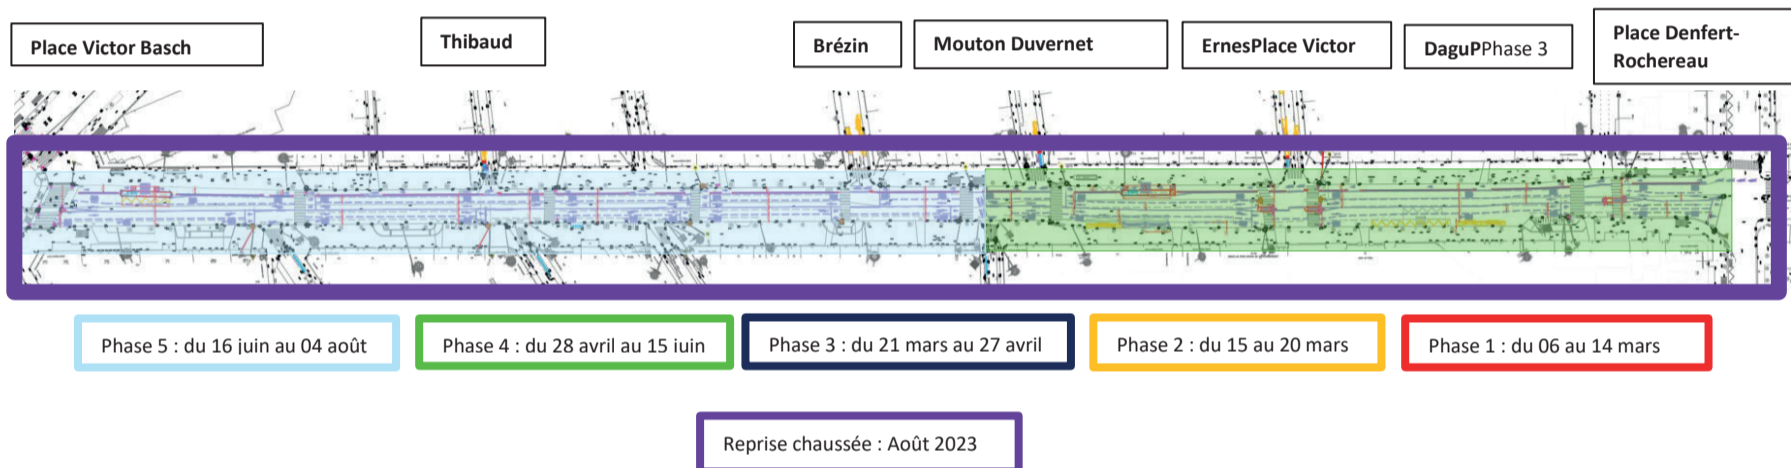 Place Victor Basch
Thibaud
Brézin
Mouton Duvernet
ErnesPlace Victor
DaguPPhase 3
Place Denfert-
Rochereau
Phase 5 : du 16 juin au 04 août
Phase 4 : du 28 avril au 15 iuin
Phase 3 : du 21 mars au 27 avril
Phase 2 : du 15 au 20 mars
Phase 1 : du 06 au 14 mars
Reprise chaussée : Août 2023